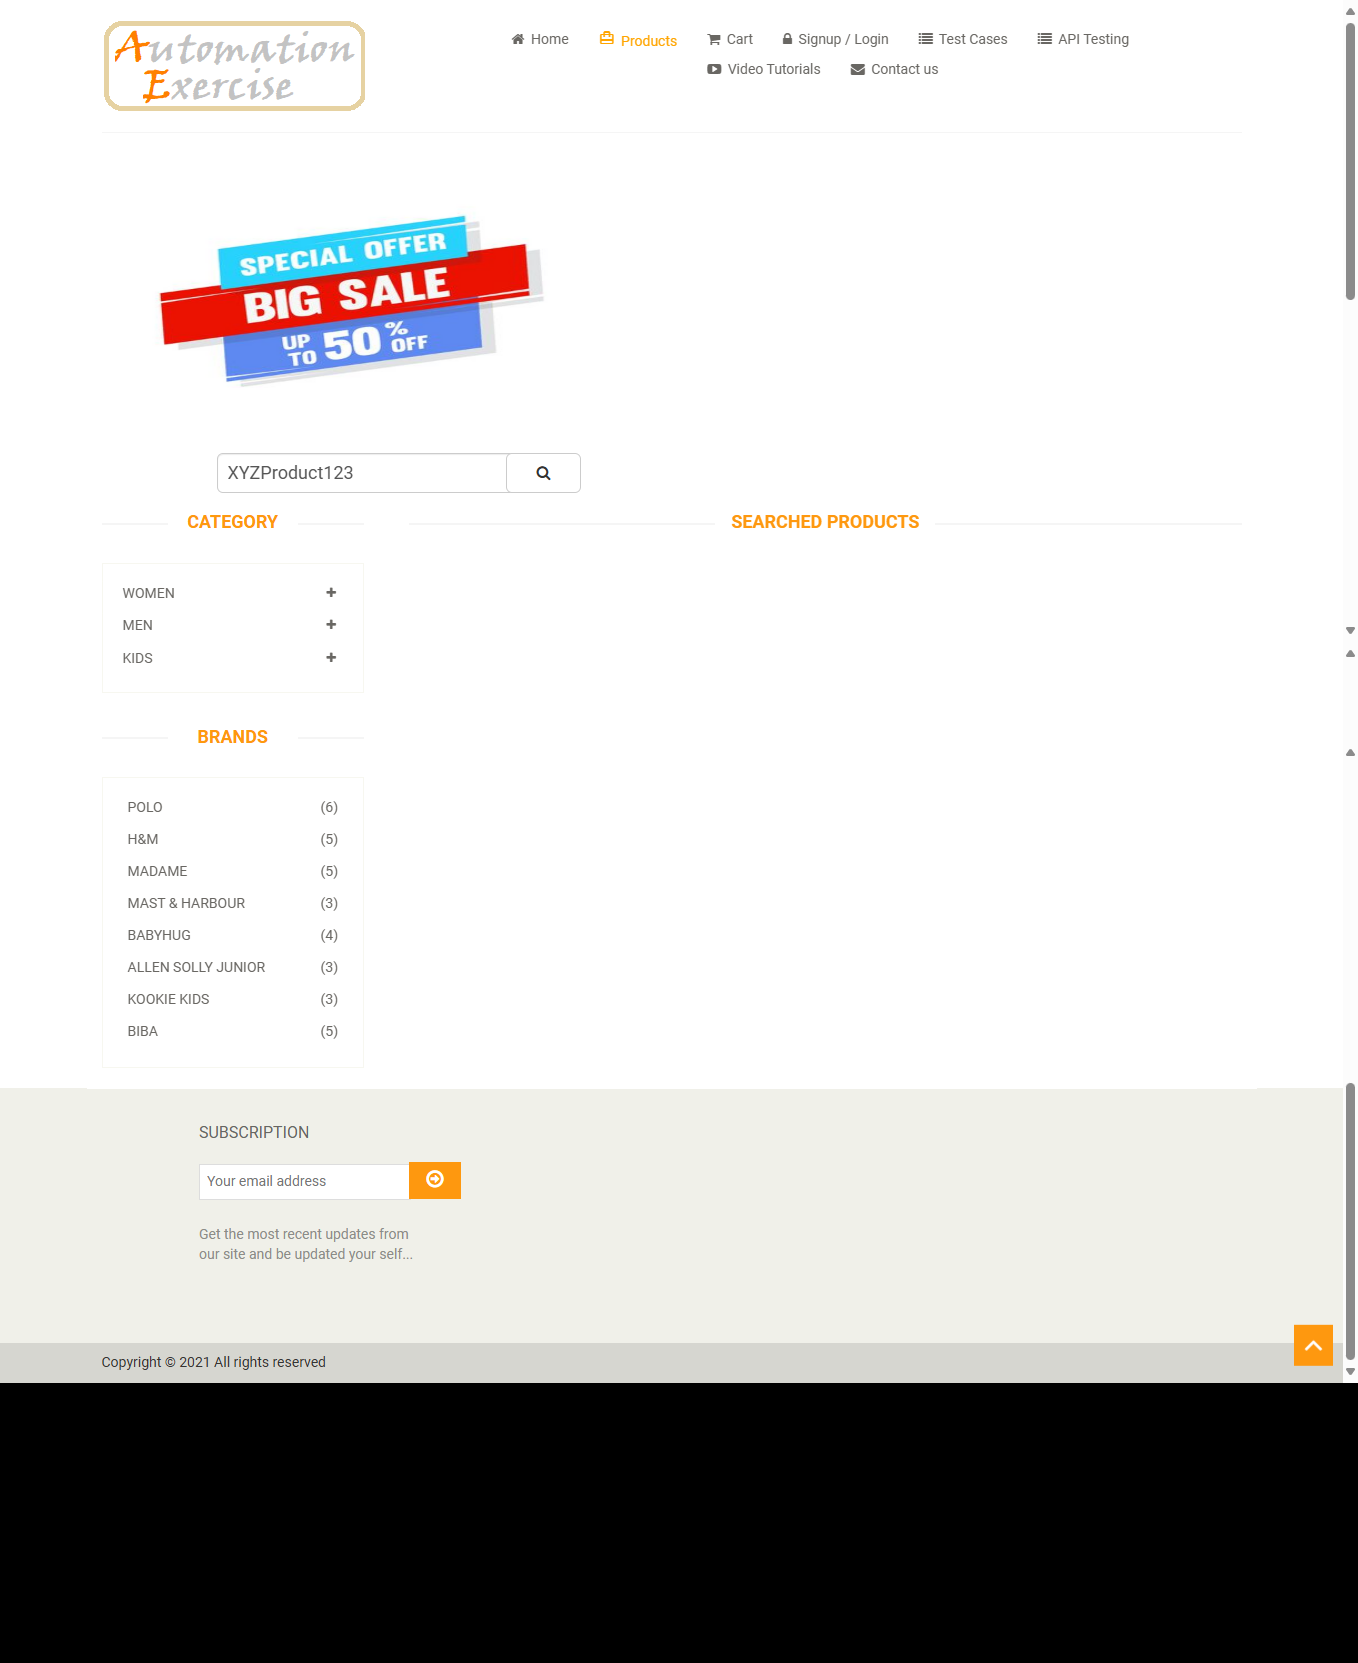 Automation
Exercise
Home
Products
Cart
Signup / Login
Test Cases
API Testing
Video Tutorials
Contact us
SPECIAL OFFER
BIG SALE
UP TO 50% OFF
XYZProduct123
CATEGORY
WOMEN
MEN
KIDS
BRANDS
POLO (6)
H&M (5)
MADAME (5)
MAST & HARBOUR (3)
BABYHUG (4)
ALLEN SOLLY JUNIOR (3)
KOOKIE KIDS (3)
BIBA (5)
SEARCHED PRODUCTS
SUBSCRIPTION
Your email address
Get the most recent updates from
our site and be updated your self...
Copyright © 2021 All rights reserved